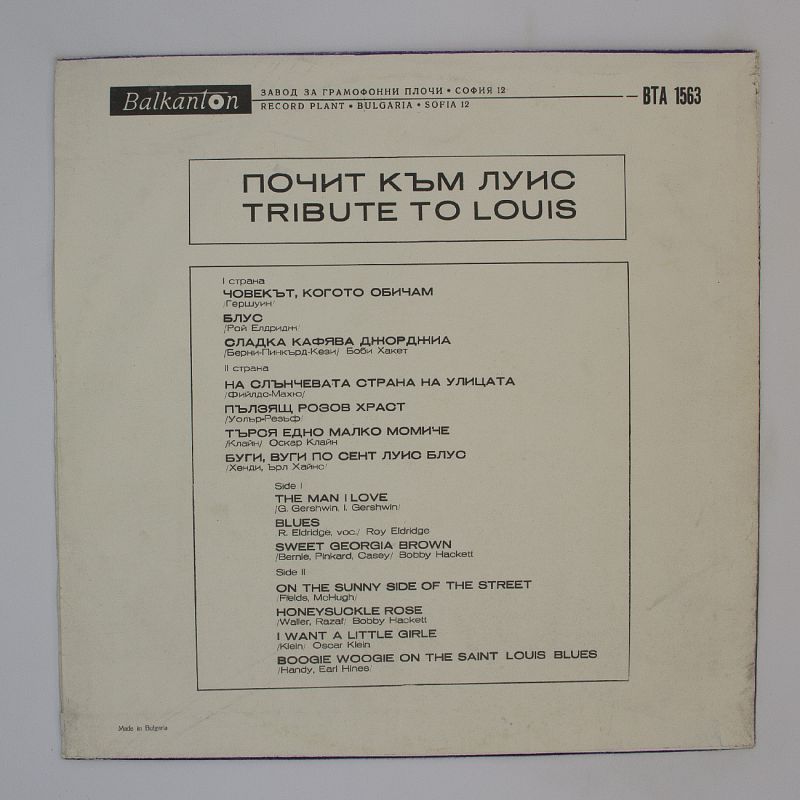 Balkanton
ЗАВОД ЗА ГРАМОФОННИ ПЛОЧИ • СОФИЯ 12
RECORD PLANT • BULGARIA • SOFIA 12
— ВТА 1563
ПОЧИТ КЪМ ЛУИС
TRIBUTE TO LOUIS
I страна
ЧОВЕКЪТ, КОГОТО ОБИЧАМ
/Гершуин/
БЛУС
/Рой Елдридж/
СЛАДКА КАФЯВА ДЖОРДЖИА
/Берни-Пинкърд-Кези/ Боби Хакет
II страна
НА СЛЪНЧЕВАТА СТРАНА НА УЛИЦАТА
/Фийлдс-Махю/
ПЪЛЗЯЩ РОЗОВ ХРАСТ
/Уолър-Резъф/
ТЪРСЯ ЕДНО МАЛКО МОМИЧЕ
/Клайн/ Оскар Клайн
БУГИ, ВУГИ ПО СЕНТ ЛУИС БЛУС
/Хенди, Ърл Хайнс/
Side I
THE MAN I LOVE
/G. Gershwin, I. Gershwin/
BLUES
R. Eldridge, voc./ Roy Eldridge
SWEET GEORGIA BROWN
/Bernie, Pinkard, Casey/ Bobby Hackett
Side II
ON THE SUNNY SIDE OF THE STREET
/Fields, McHugh/
HONEYSUCKLE ROSE
/Waller, Razaf/ Bobby Hackett
I WANT A LITTLE GIRLE
/Klein/ Oscar Klein
BOOGIE WOOGIE ON THE SAINT LOUIS BLUES
/Handy, Earl Hines/
Made in Bulgaria